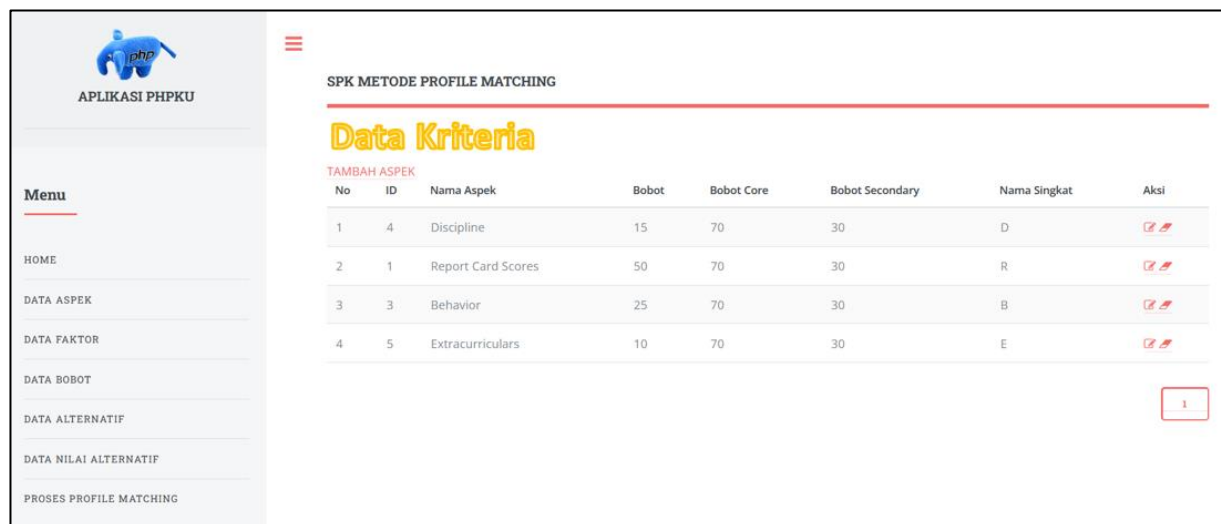 php
APLIKASI PHPKU
Menu
HOME
DATA ASPEK
DATA FAKTOR
DATA BOBOT
DATA ALTERNATIF
DATA NILAI ALTERNATIF
PROSES PROFILE MATCHING
SPK METODE PROFILE MATCHING
Data Kriteria
TAMBAH ASPEK
No ID Nama Aspek Bobot Bobot Core Bobot Secondary Nama Singkat Aksi
1 4 Discipline 15 70 30 D
2 1 Report Card Scores 50 70 30 R
3 3 Behavior 25 70 30 B
4 5 Extracurriculars 10 70 30 E
1